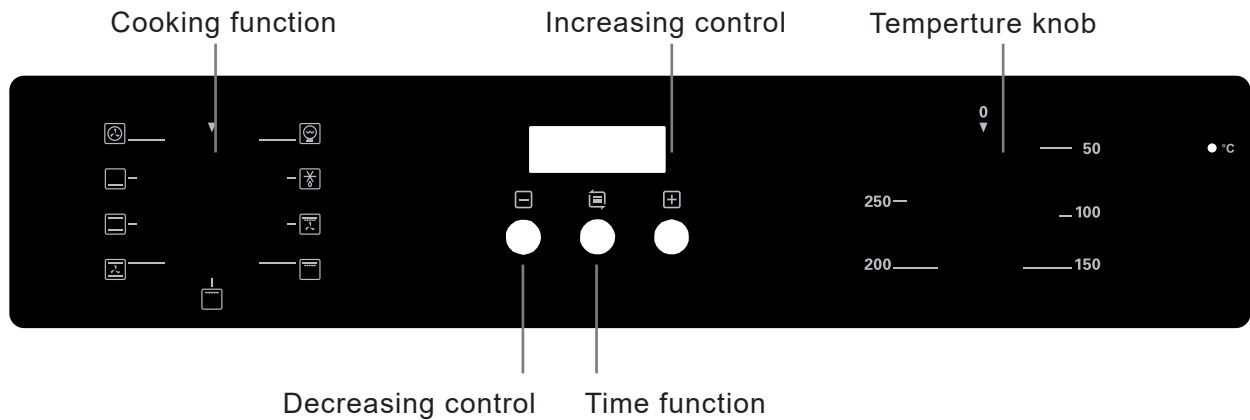 Cooking function
Increasing control
Temperture knob
0
50
°C
250
100
200
150
Decreasing control
Time function